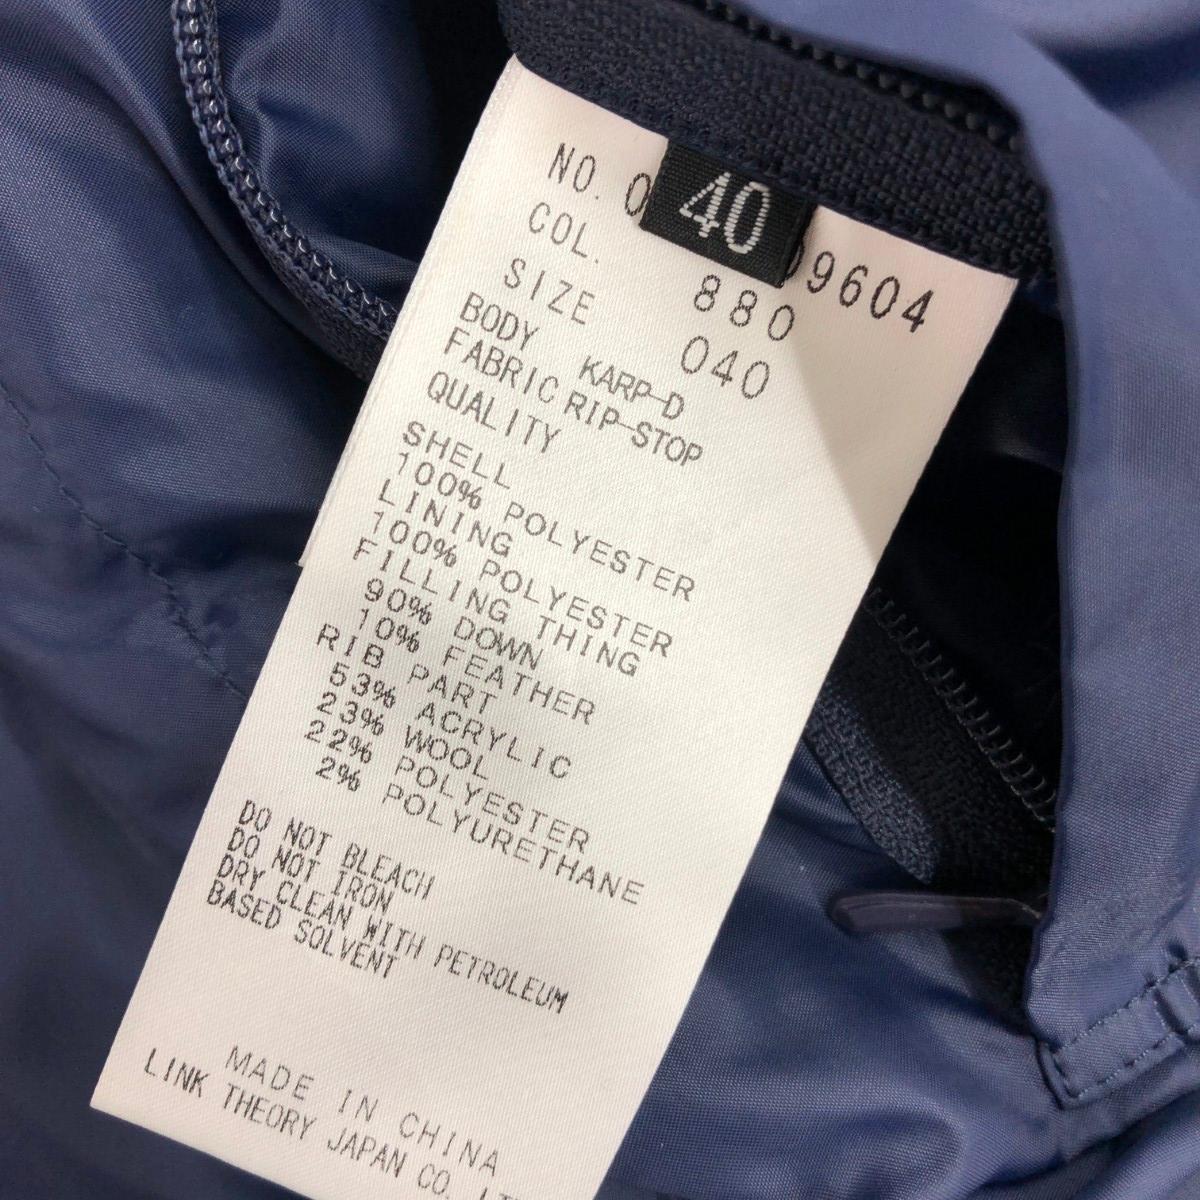 40
NO. 0 09604
COL. 880
SIZE 040
BODY KARP-D
FABRIC RIP-STOP
QUALITY
SHELL
100% POLYESTER
LINING
100% POLYESTER
FILLING THING
90% DOWN
10% FEATHER
RIB PART
53% ACRYLIC
23% WOOL
22% POLYESTER
2% POLYURETHANE
DO NOT BLEACH
DO NOT IRON
DRY CLEAN WITH PETROLEUM
BASED SOLVENT
MADE IN CHINA
LINK THEORY JAPAN CO.